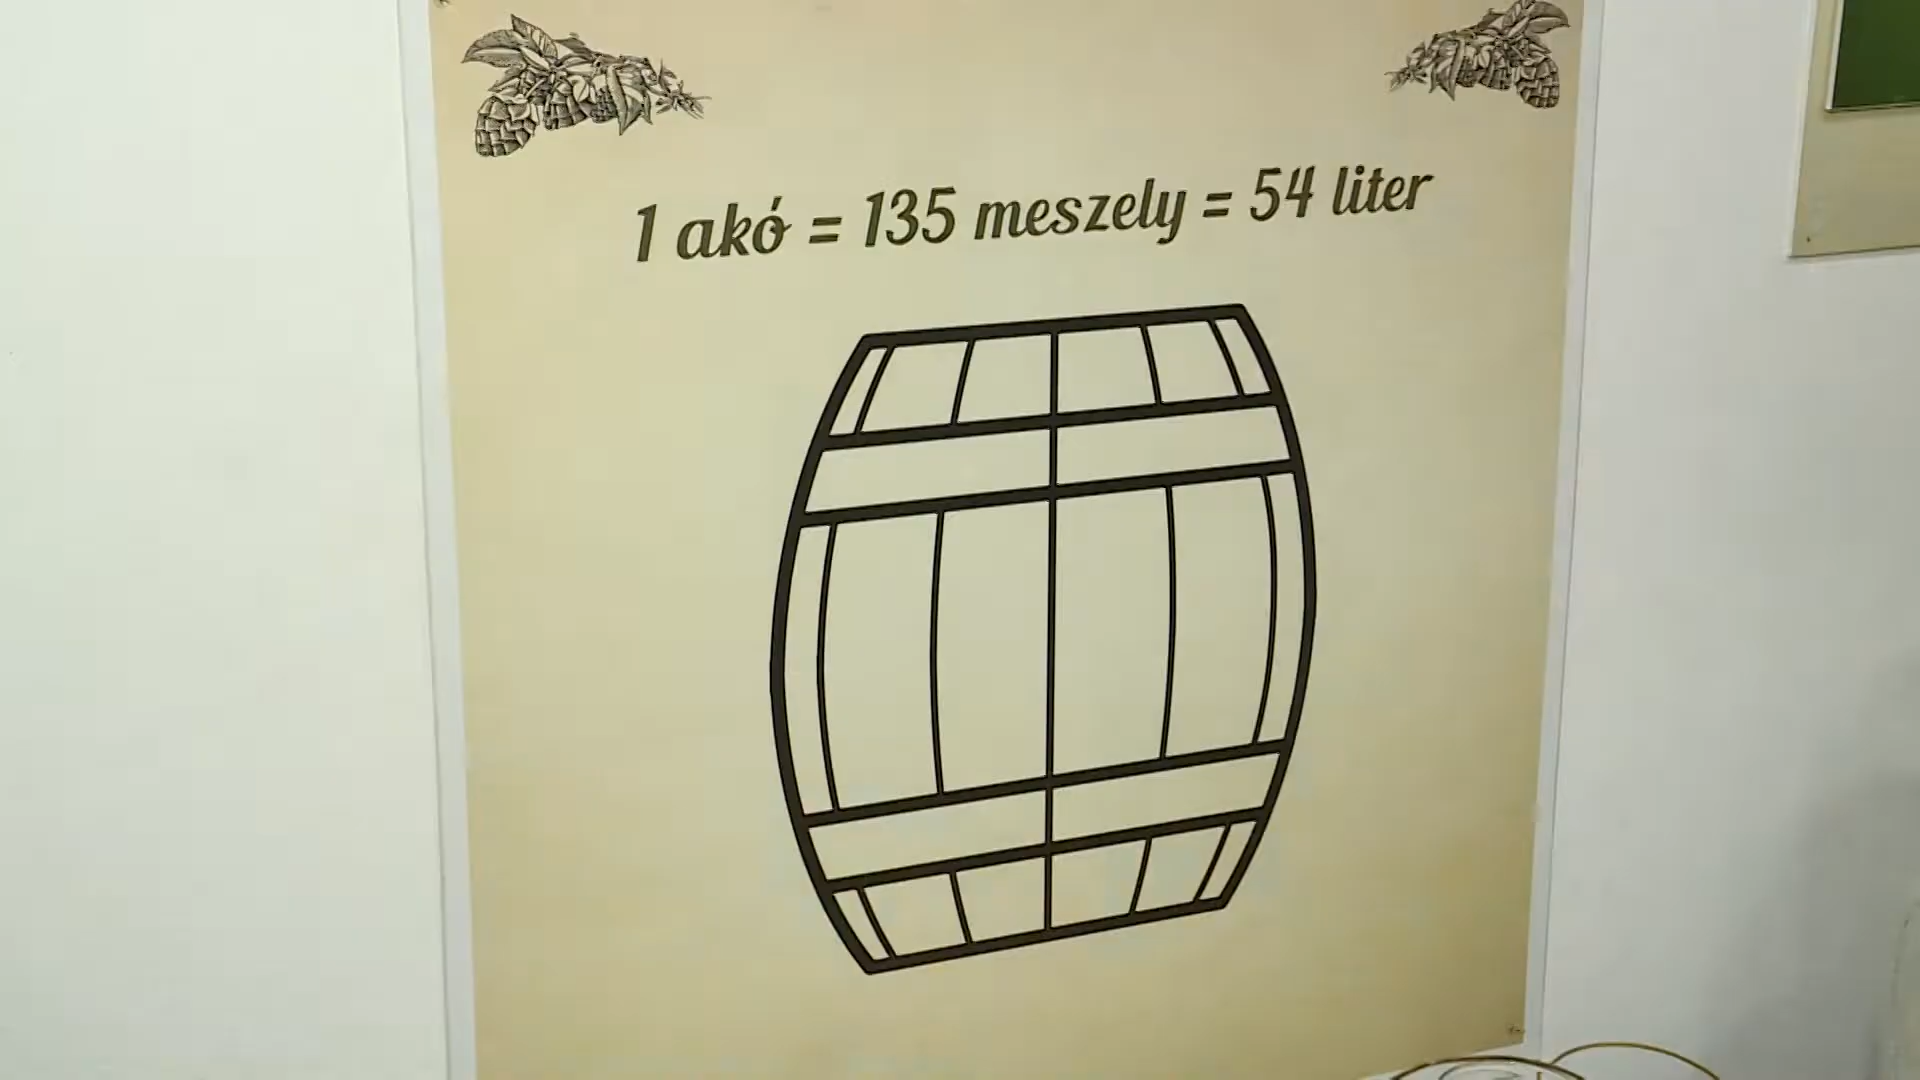 1 akó = 135 meszely = 54 liter